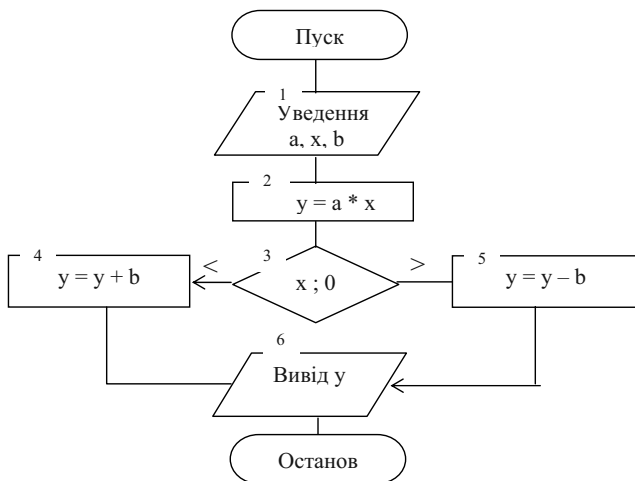 Пуск
1
Уведення
a, x, b
2
y = a * x
3
x ; 0
<
>
4
y = y + b
5
y = y – b
6
Вивід y
Останов